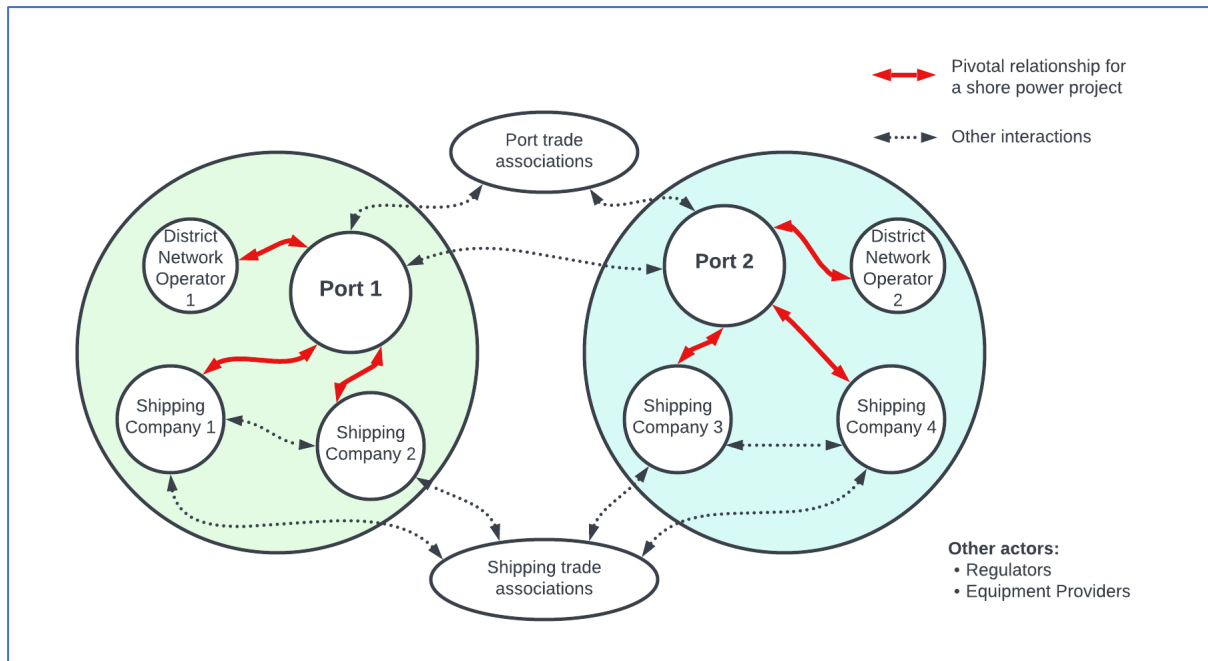 Pivotal relationship for
a shore power project
Other interactions
Port trade
associations
District
Network
Operator
1
Port 1
Port 2
District
Network
Operator
2
Shipping
Company 1
Shipping
Company 2
Shipping
Company 3
Shipping
Company 4
Shipping trade
associations
Other actors:
• Regulators
• Equipment Providers